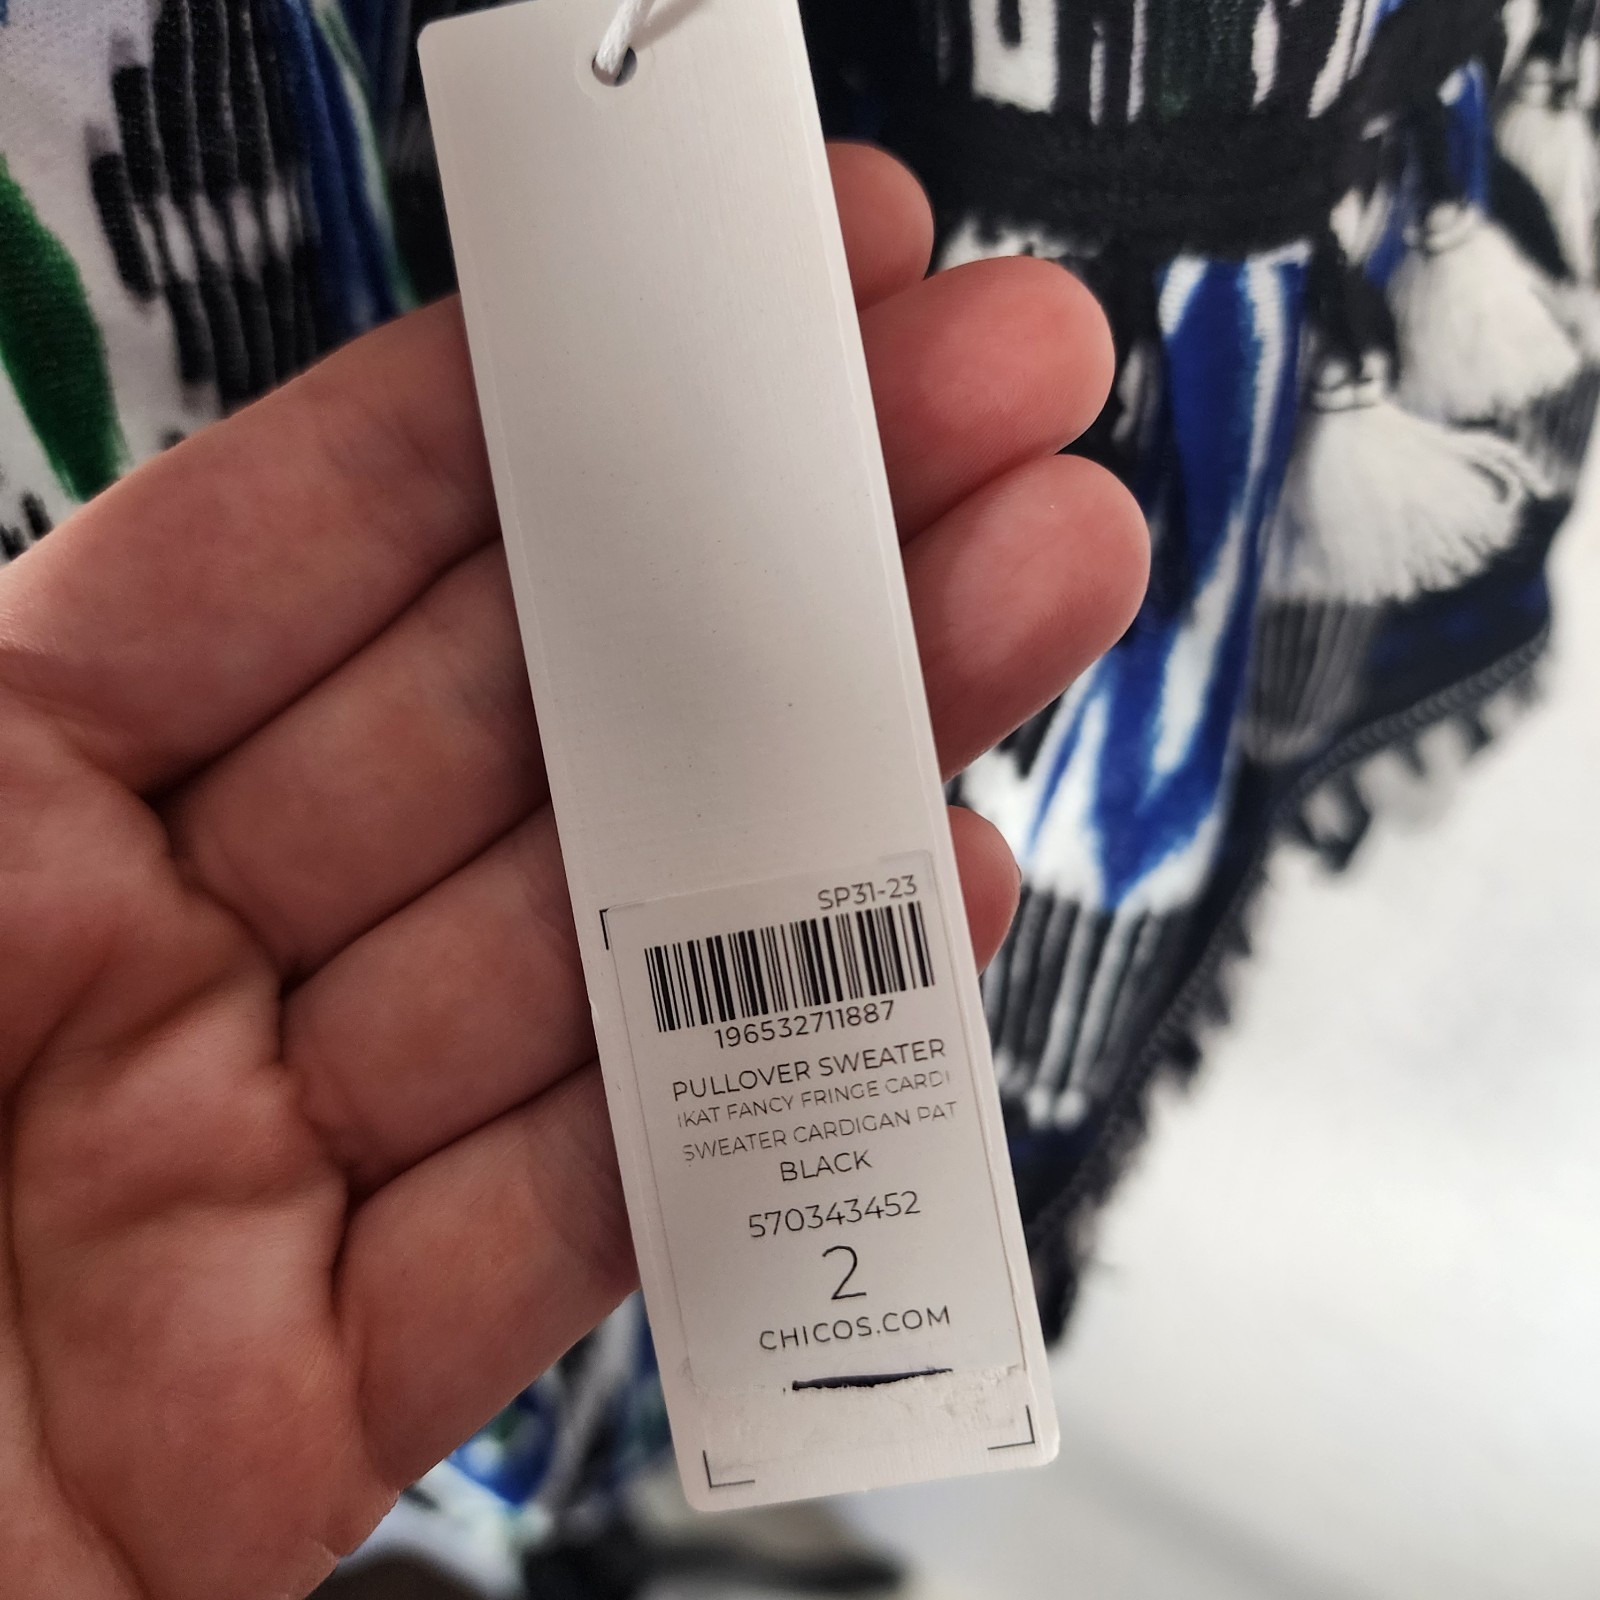 SP31-23
196532711887
PULLOVER SWEATER
IKAT FANCY FRINGE CARDI
SWEATER CARDIGAN PAT
BLACK
570343452
2
CHICOS.COM